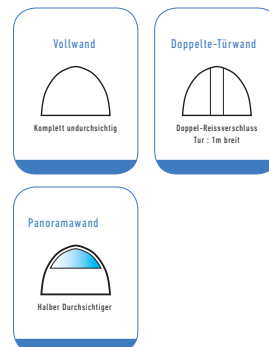 Vollwand
Komplett undurchsichtig
Doppelte-Türwand
Doppel-Reissverschluss
Tur : 1m breit
Panoramawand
Halber Durchsichtiger